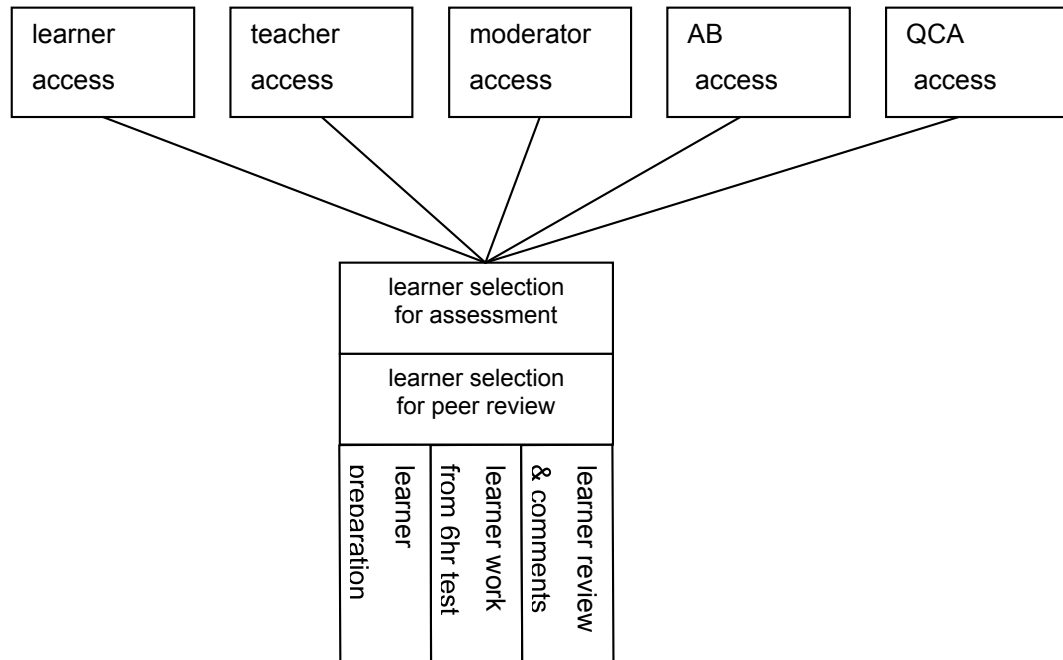 learner
access
teacher
access
moderator
access
AB
access
QCA
access
learner selection
for assessment
learner selection
for peer review
learner
preparation
learner work
from 6hr test
learner review
& comments